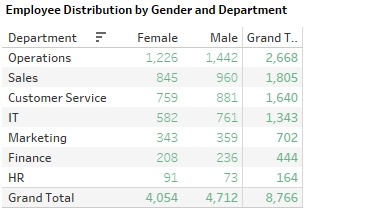 Employee Distribution by Gender and Department
Department Female Male Grand T..
Operations 1,226 1,442 2,668
Sales 845 960 1,805
Customer Service 759 881 1,640
IT 582 761 1,343
Marketing 343 359 702
Finance 208 236 444
HR 91 73 164
Grand Total 4,054 4,712 8,766